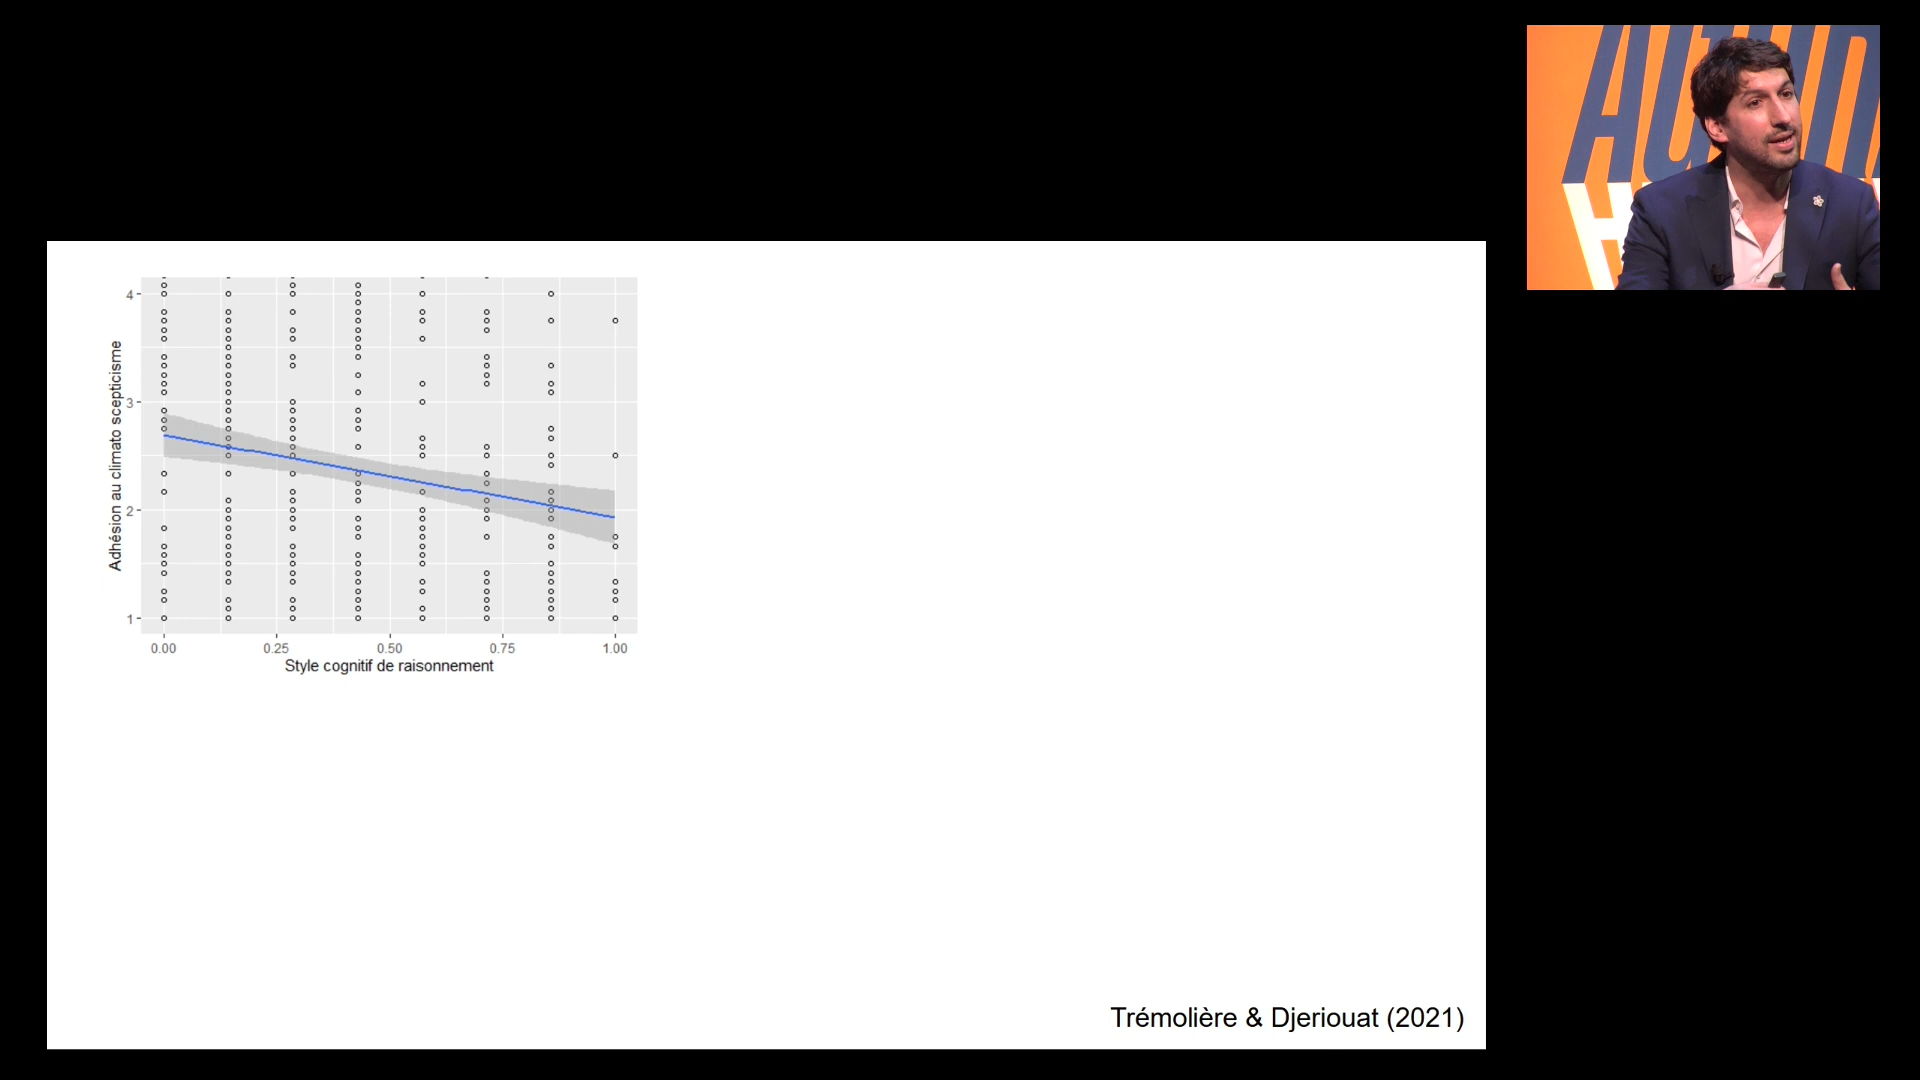 4
3
2
1
Adhésion au climato scepticisme
0.00 0.25 0.50 0.75 1.00
Style cognitif de raisonnement
Trémolière & Djeriouat (2021)